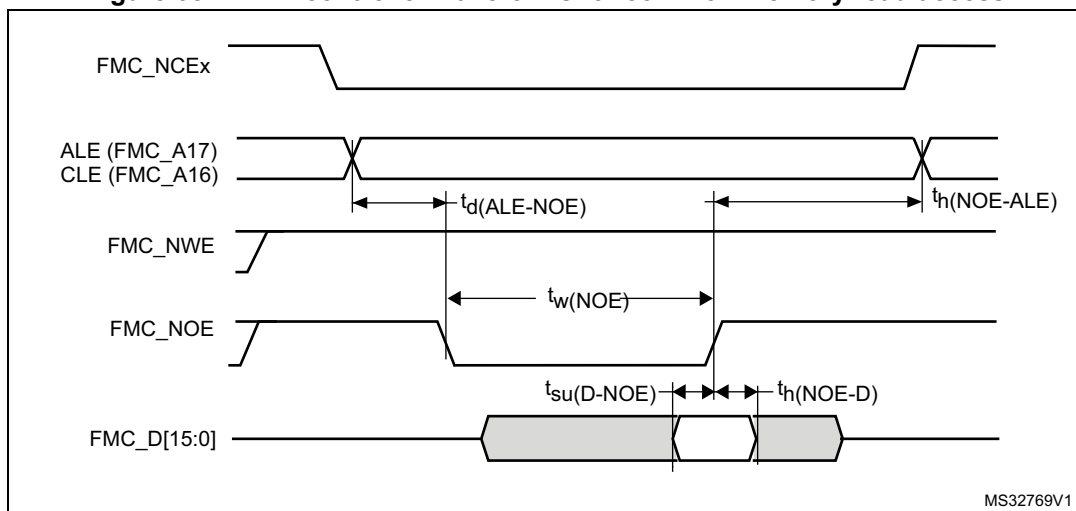 FMC_NCEx
ALE (FMC_A17)
CLE (FMC_A16)
td(ALE-NOE)
th(NOE-ALE)
FMC_NWE
tw(NOE)
FMC_NOE
tsu(D-NOE)
th(NOE-D)
FMC_D[15:0]
MS32769V1